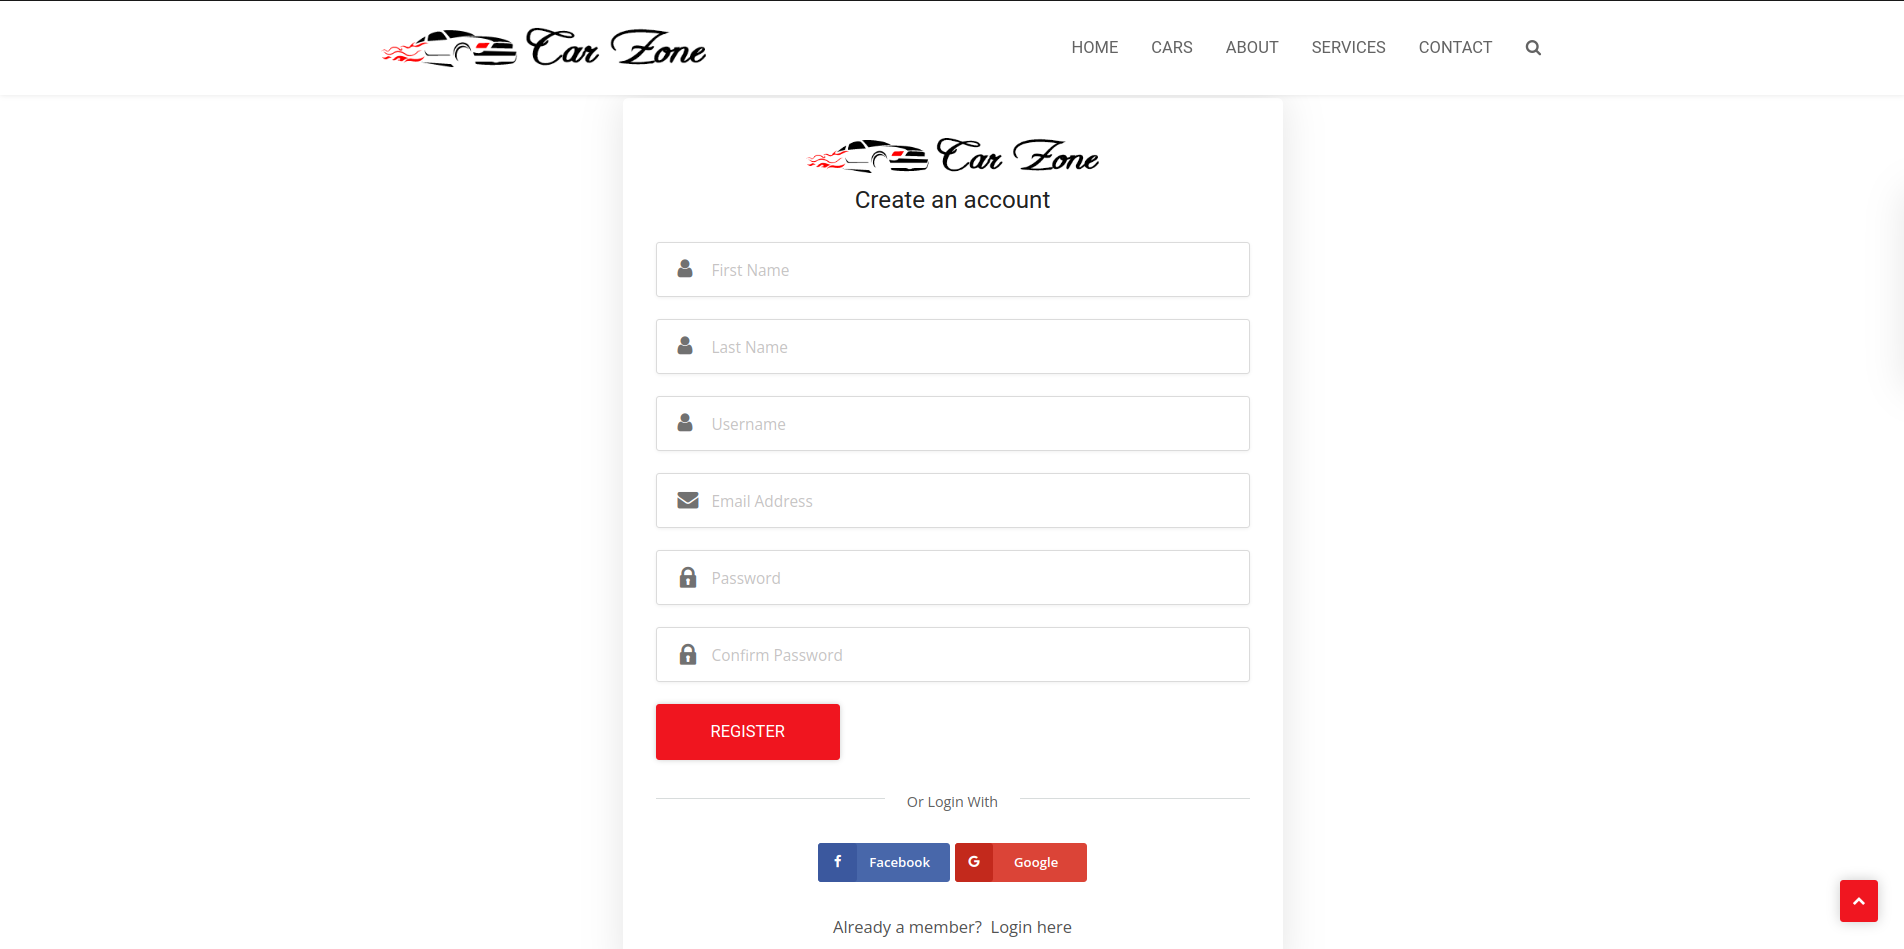 Car Zone
HOME CARS ABOUT SERVICES CONTACT
Car Zone
Create an account
First Name
Last Name
Username
Email Address
Password
Confirm Password
REGISTER
Or Login With
f Facebook G Google
Already a member? Login here